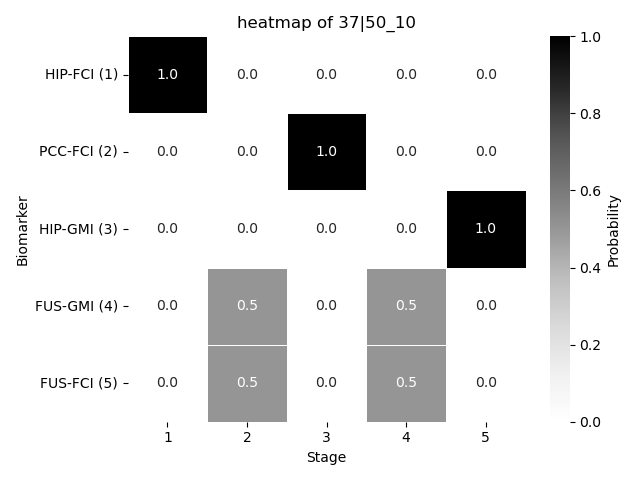 heatmap of 37|50_10
HIP-FCI (1) 1.0 0.0 0.0 0.0 0.0
PCC-FCI (2) 0.0 0.0 1.0 0.0 0.0
HIP-GMI (3) 0.0 0.0 0.0 0.0 1.0
FUS-GMI (4) 0.0 0.5 0.0 0.5 0.0
FUS-FCI (5) 0.0 0.5 0.0 0.5 0.0
1 2 3 4 5
Stage
Biomarker
1.0
0.8
0.6
0.4
0.2
0.0
Probability